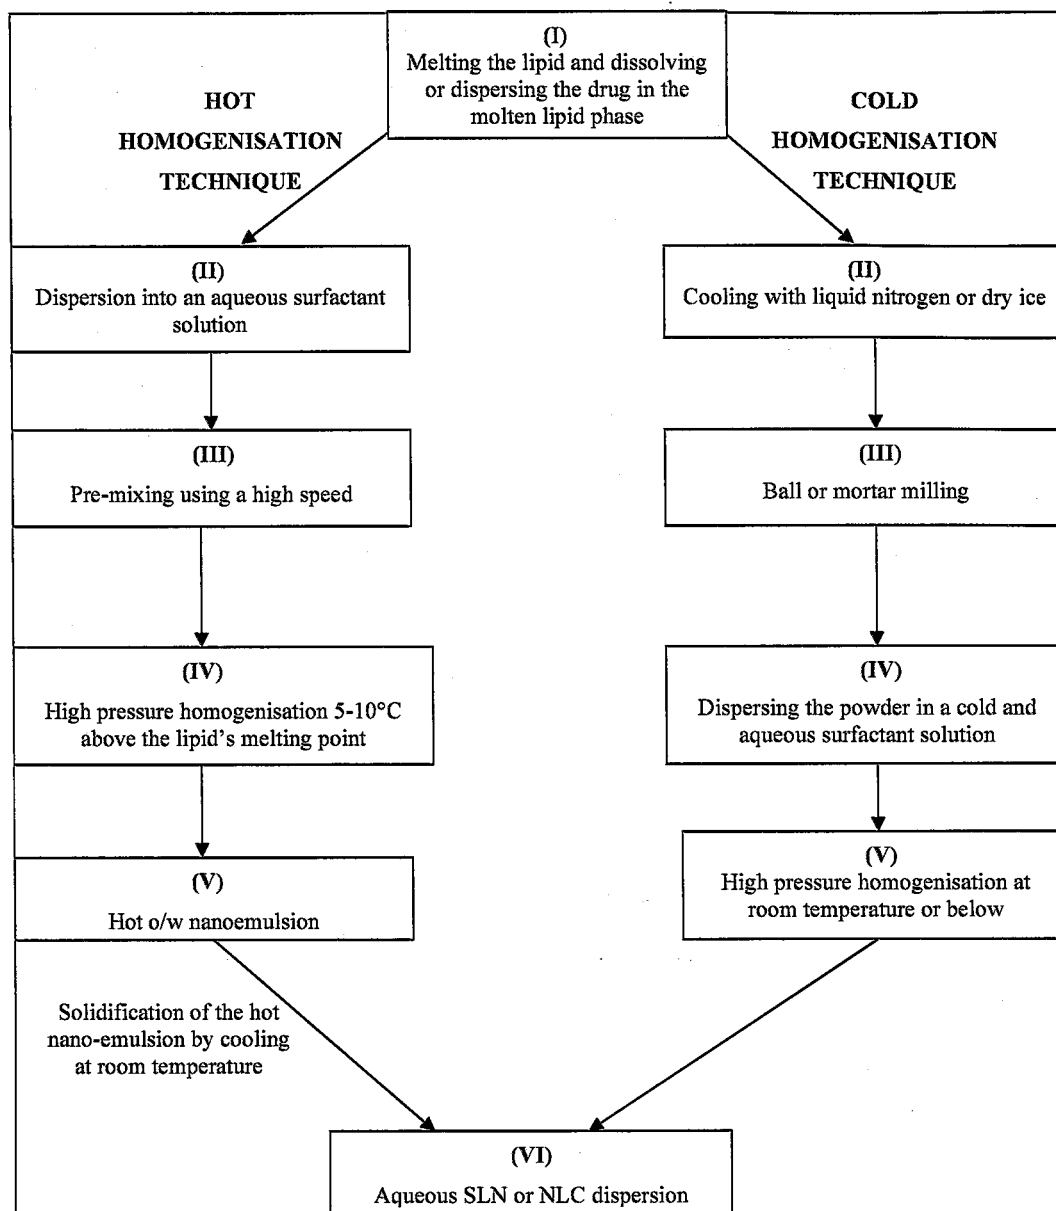 (I)
Melting the lipid and dissolving
or dispersing the drug in the
molten lipid phase
HOT
HOMOGENISATION
TECHNIQUE
COLD
HOMOGENISATION
TECHNIQUE
(II)
Dispersion into an aqueous surfactant
solution
(II)
Cooling with liquid nitrogen or dry ice
(III)
Pre-mixing using a high speed
(III)
Ball or mortar milling
(IV)
High pressure homogenisation 5-10°C
above the lipid's melting point
(IV)
Dispersing the powder in a cold and
aqueous surfactant solution
(V)
Hot o/w nanoemulsion
(V)
High pressure homogenisation at
room temperature or below
Solidification of the hot
nano-emulsion by cooling
at room temperature
(VI)
Aqueous SLN or NLC dispersion